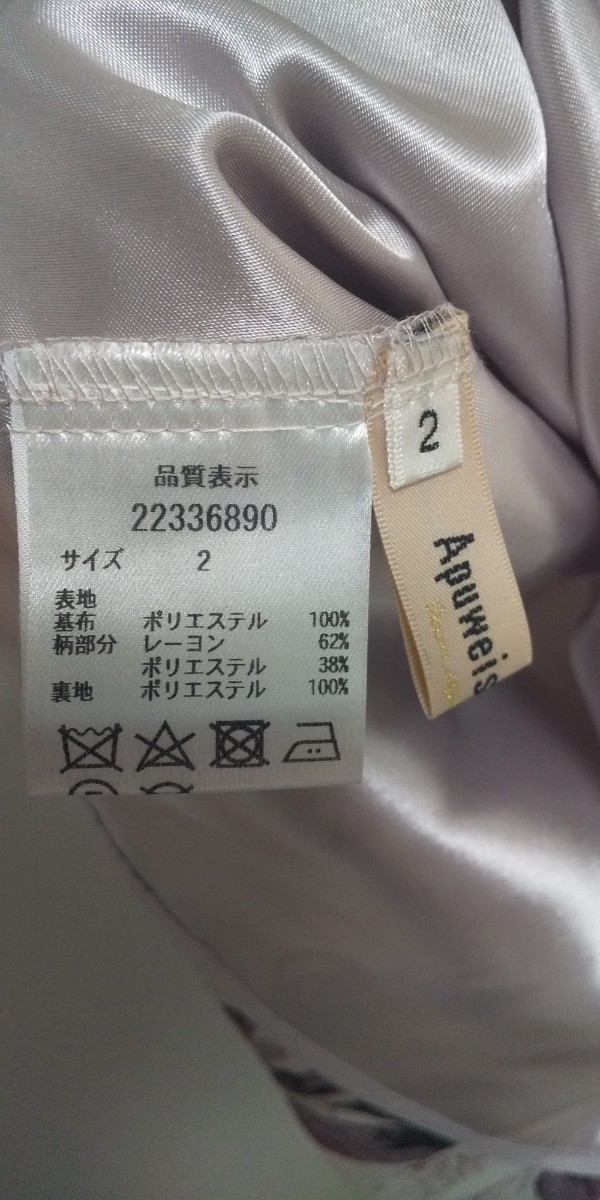 品質表示
22336890
サイズ 2
表地
基布 ポリエステル 100%
柄部分 レーヨン 62%
ポリエステル 38%
裏地 ポリエステル 100%
2
Apuweis